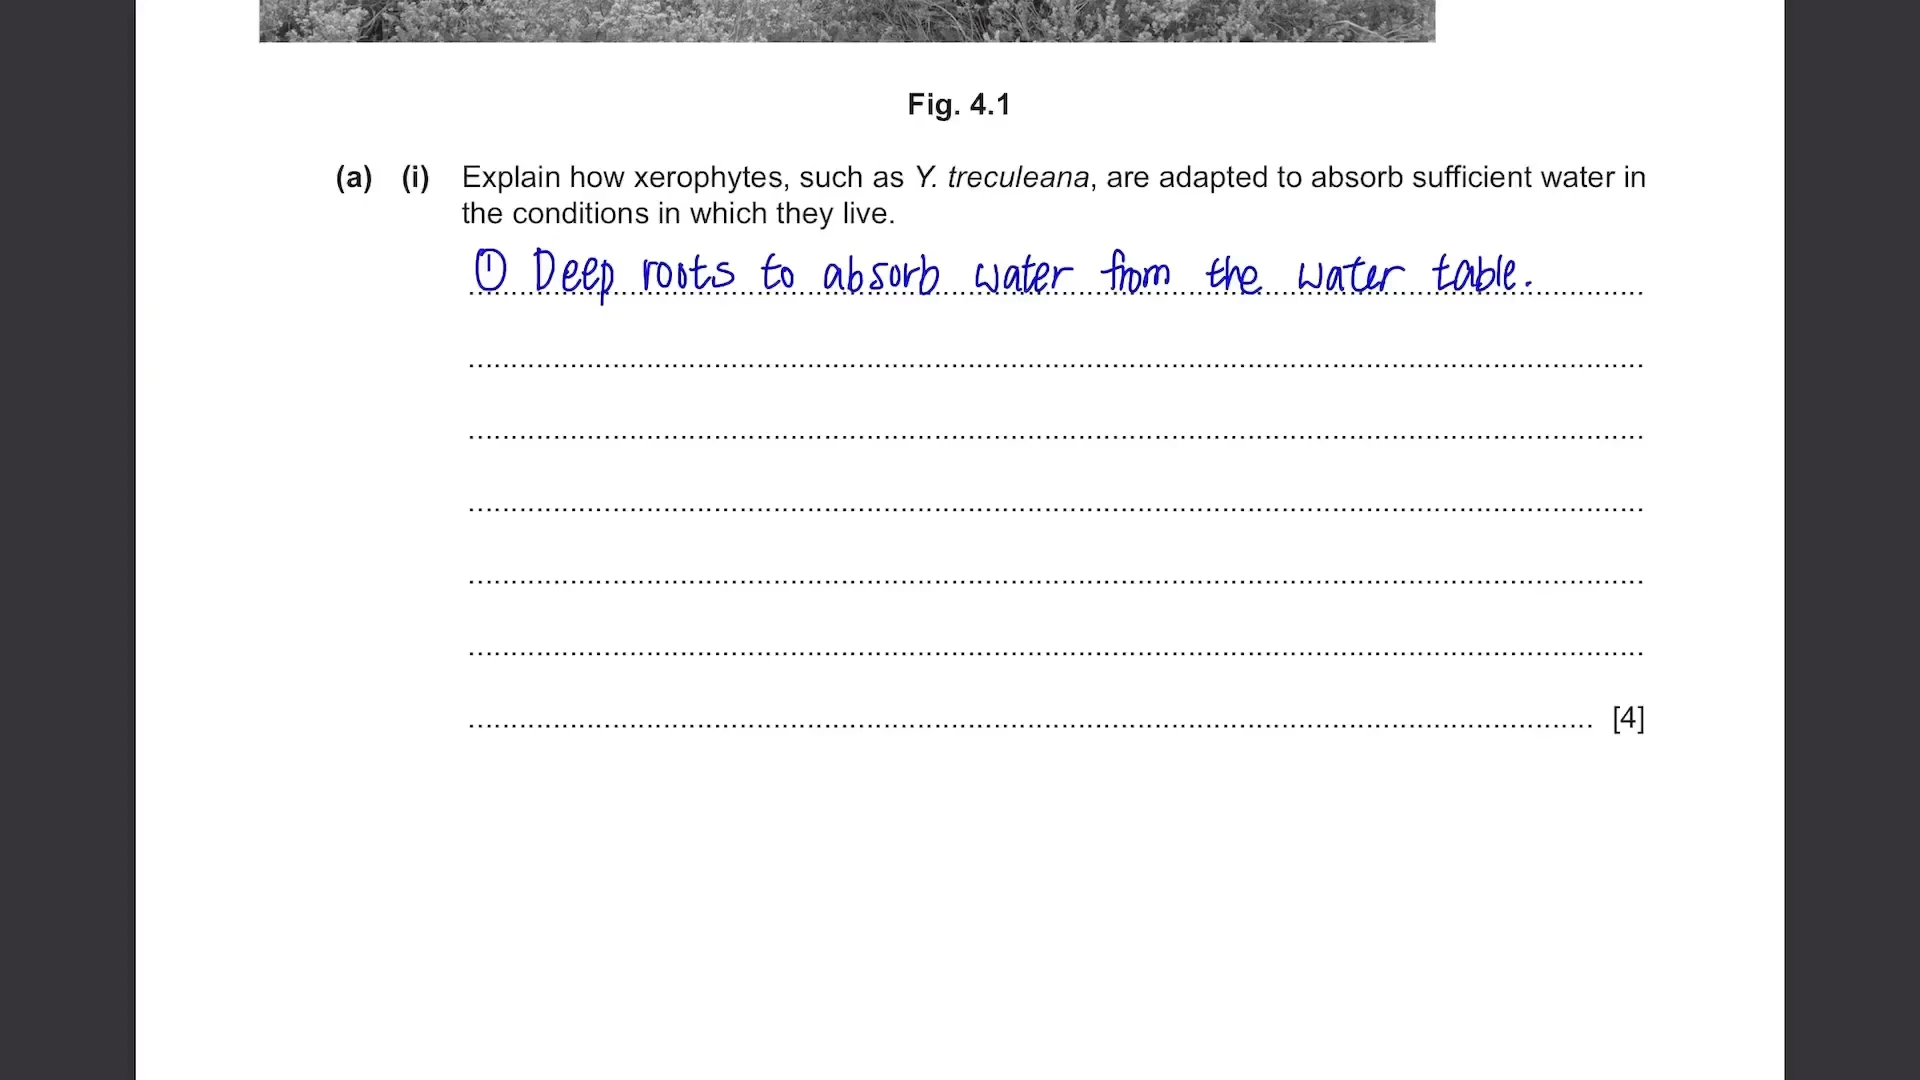 Fig. 4.1
(a) (i) Explain how xerophytes, such as Y. treculeana, are adapted to absorb sufficient water in
the conditions in which they live.
① Deep roots to absorb water from the water table.
[4]